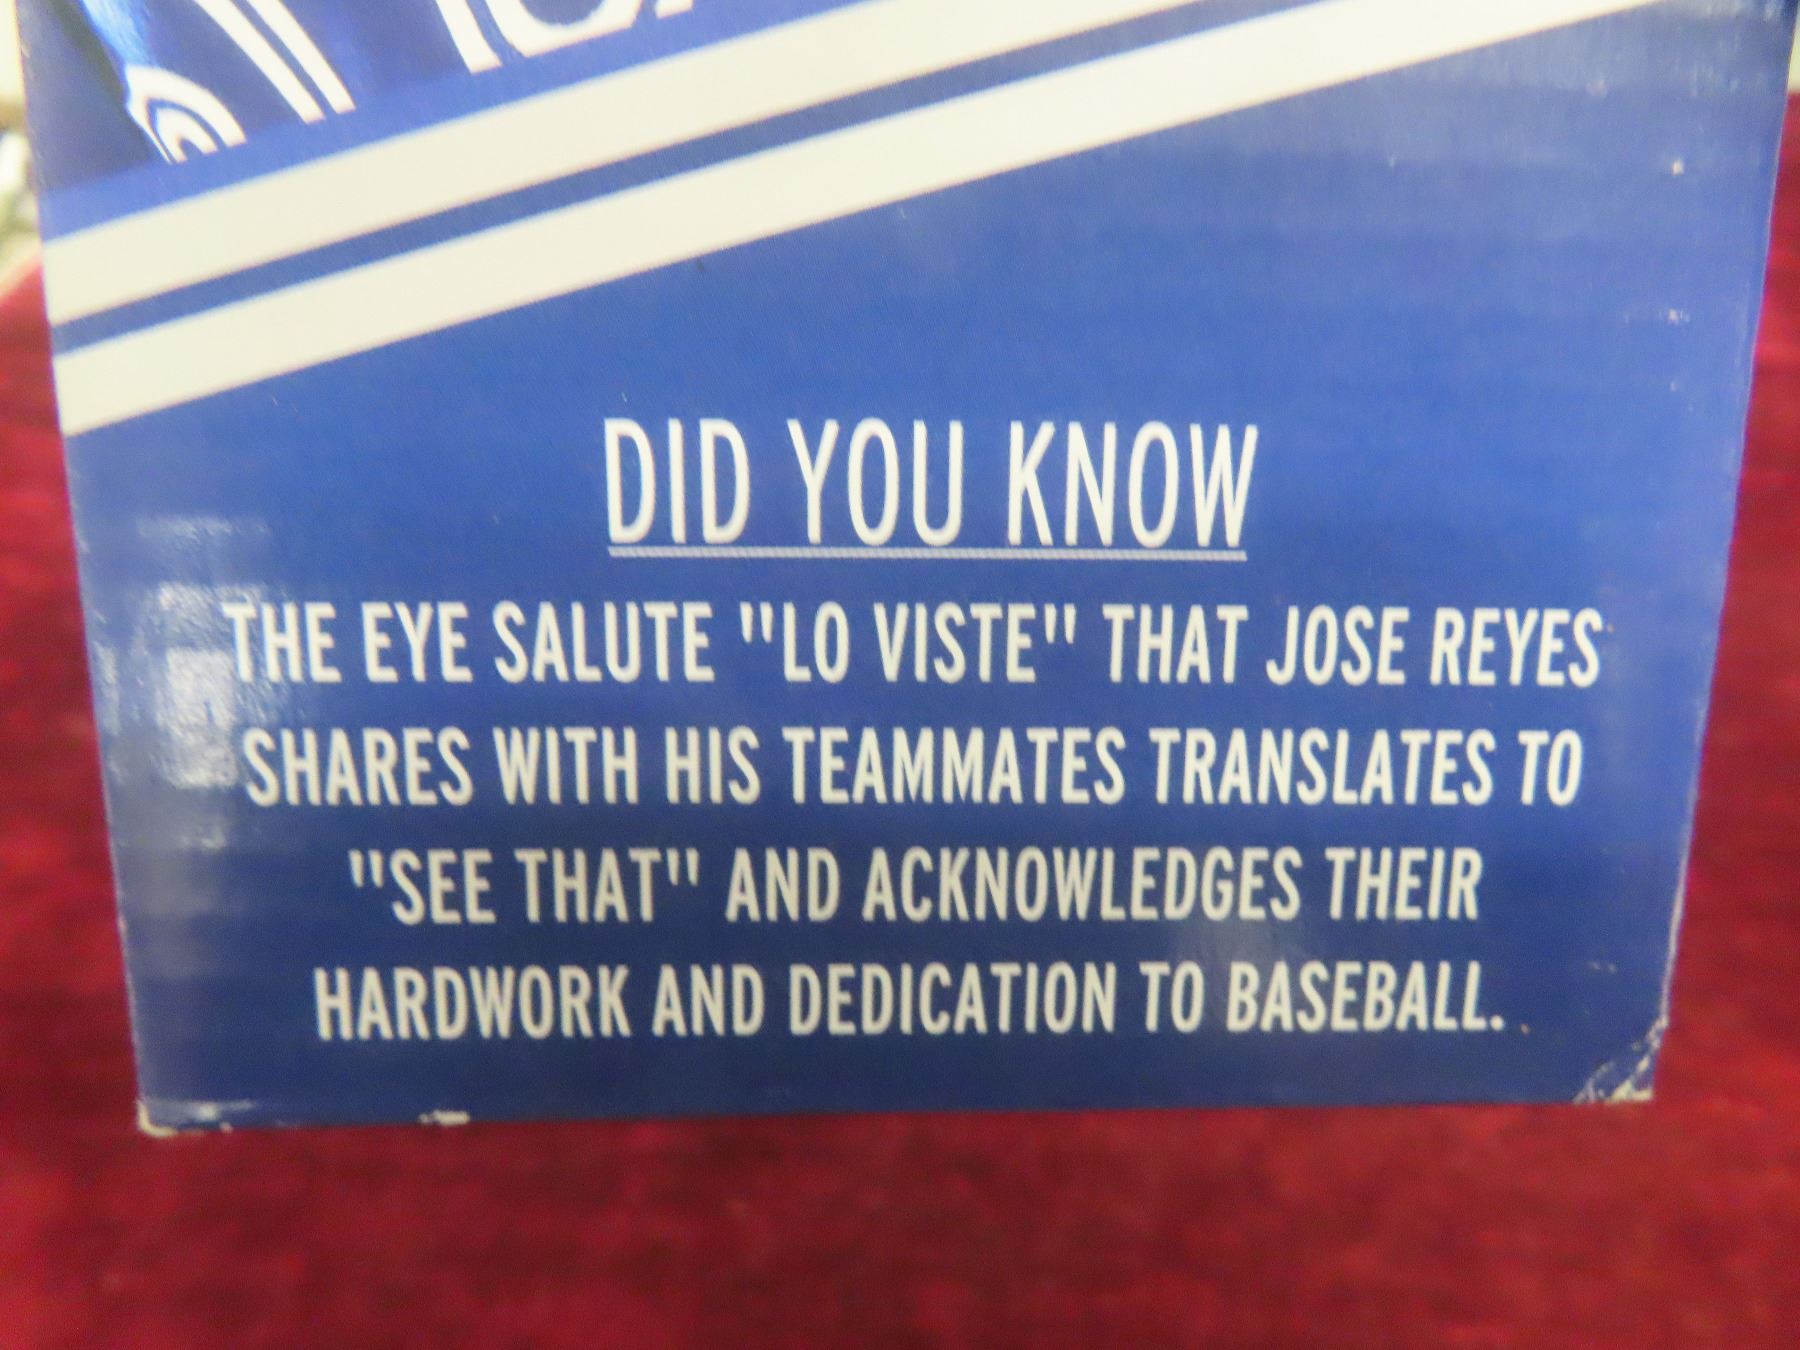 DID YOU KNOW
THE EYE SALUTE "LO VISTE" THAT JOSE REYES
SHARES WITH HIS TEAMMATES TRANSLATES TO
"SEE THAT" AND ACKNOWLEDGES THEIR
HARDWORK AND DEDICATION TO BASEBALL.